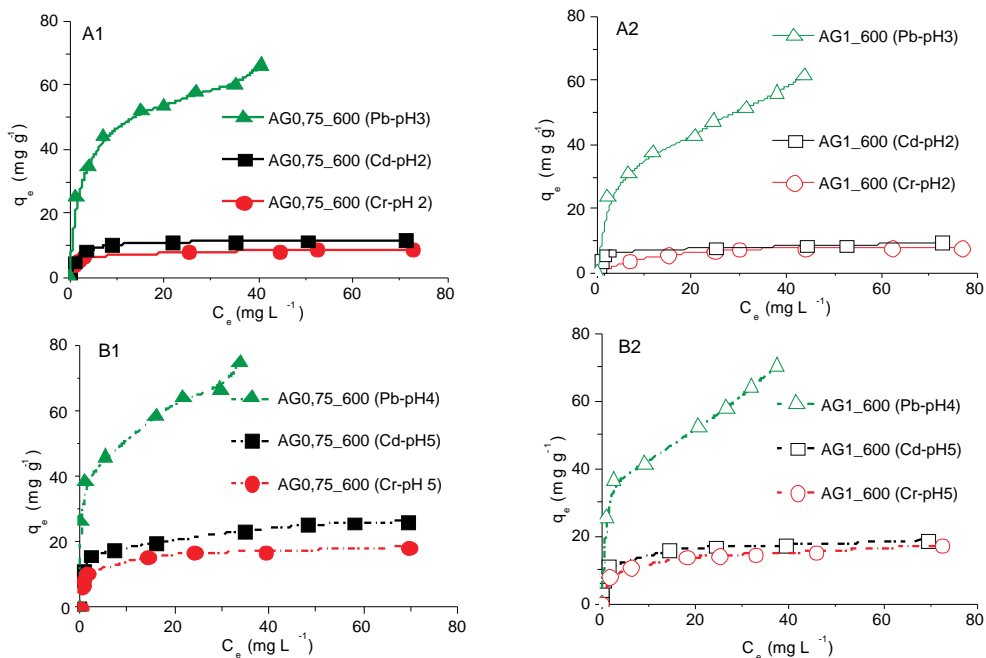 A1
80
60
40
20
0
q e (mg g-1)
AG0,75_600 (Pb-pH3)
AG0,75_600 (Cd-pH2)
AG0,75_600 (Cr-pH 2)
0 20 40 60 80
C e (mg L -1)
A2
80
60
40
20
0
q e (mg g-1)
AG1_600 (Pb-pH3)
AG1_600 (Cd-pH2)
AG1_600 (Cr-pH2)
0 20 40 60 80
C e (mg L -1)
B1
80
60
40
20
0
q e (mg g-1)
AG0,75_600 (Pb-pH4)
AG0,75_600 (Cd-pH5)
AG0,75_600 (Cr-pH 5)
0 20 40 60 80
C e (mg L -1)
B2
80
60
40
20
0
q e (mg g-1)
AG1_600 (Pb-pH4)
AG1_600 (Cd-pH5)
AG1_600 (Cr-pH5)
0 20 40 60 80
C e (mg L -1)